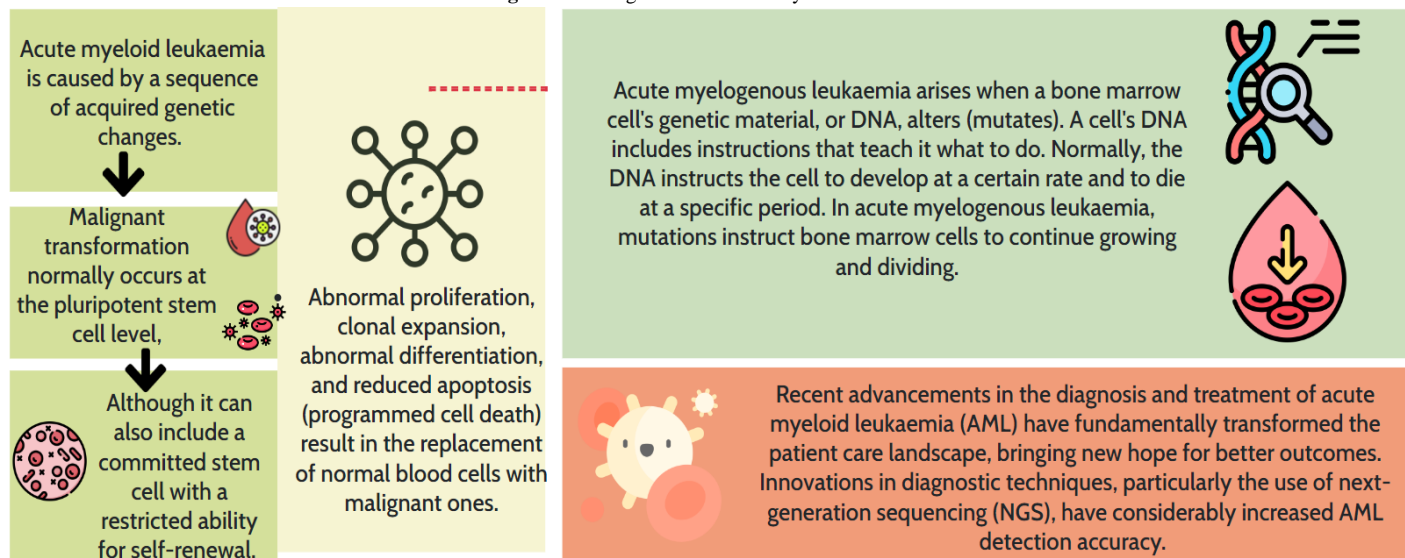 Acute myeloid leukaemia
is caused by a sequence
of acquired genetic
changes.
Malignant
transformation
normally occurs at
the pluripotent stem
cell level,
Although it can
also include a
committed stem
cell with a
restricted ability
for self-renewal.
Abnormal proliferation,
clonal expansion,
abnormal differentiation,
and reduced apoptosis
(programmed cell death)
result in the replacement
of normal blood cells with
malignant ones.
Acute myelogenous leukaemia arises when a bone marrow
cell's genetic material, or DNA, alters (mutates). A cell's DNA
includes instructions that teach it what to do. Normally, the
DNA instructs the cell to develop at a certain rate and to die
at a specific period. In acute myelogenous leukaemia,
mutations instruct bone marrow cells to continue growing
and dividing.
Recent advancements in the diagnosis and treatment of acute
myeloid leukaemia (AML) have fundamentally transformed the
patient care landscape, bringing new hope for better outcomes.
Innovations in diagnostic techniques, particularly the use of next-
generation sequencing (NGS), have considerably increased AML
detection accuracy.